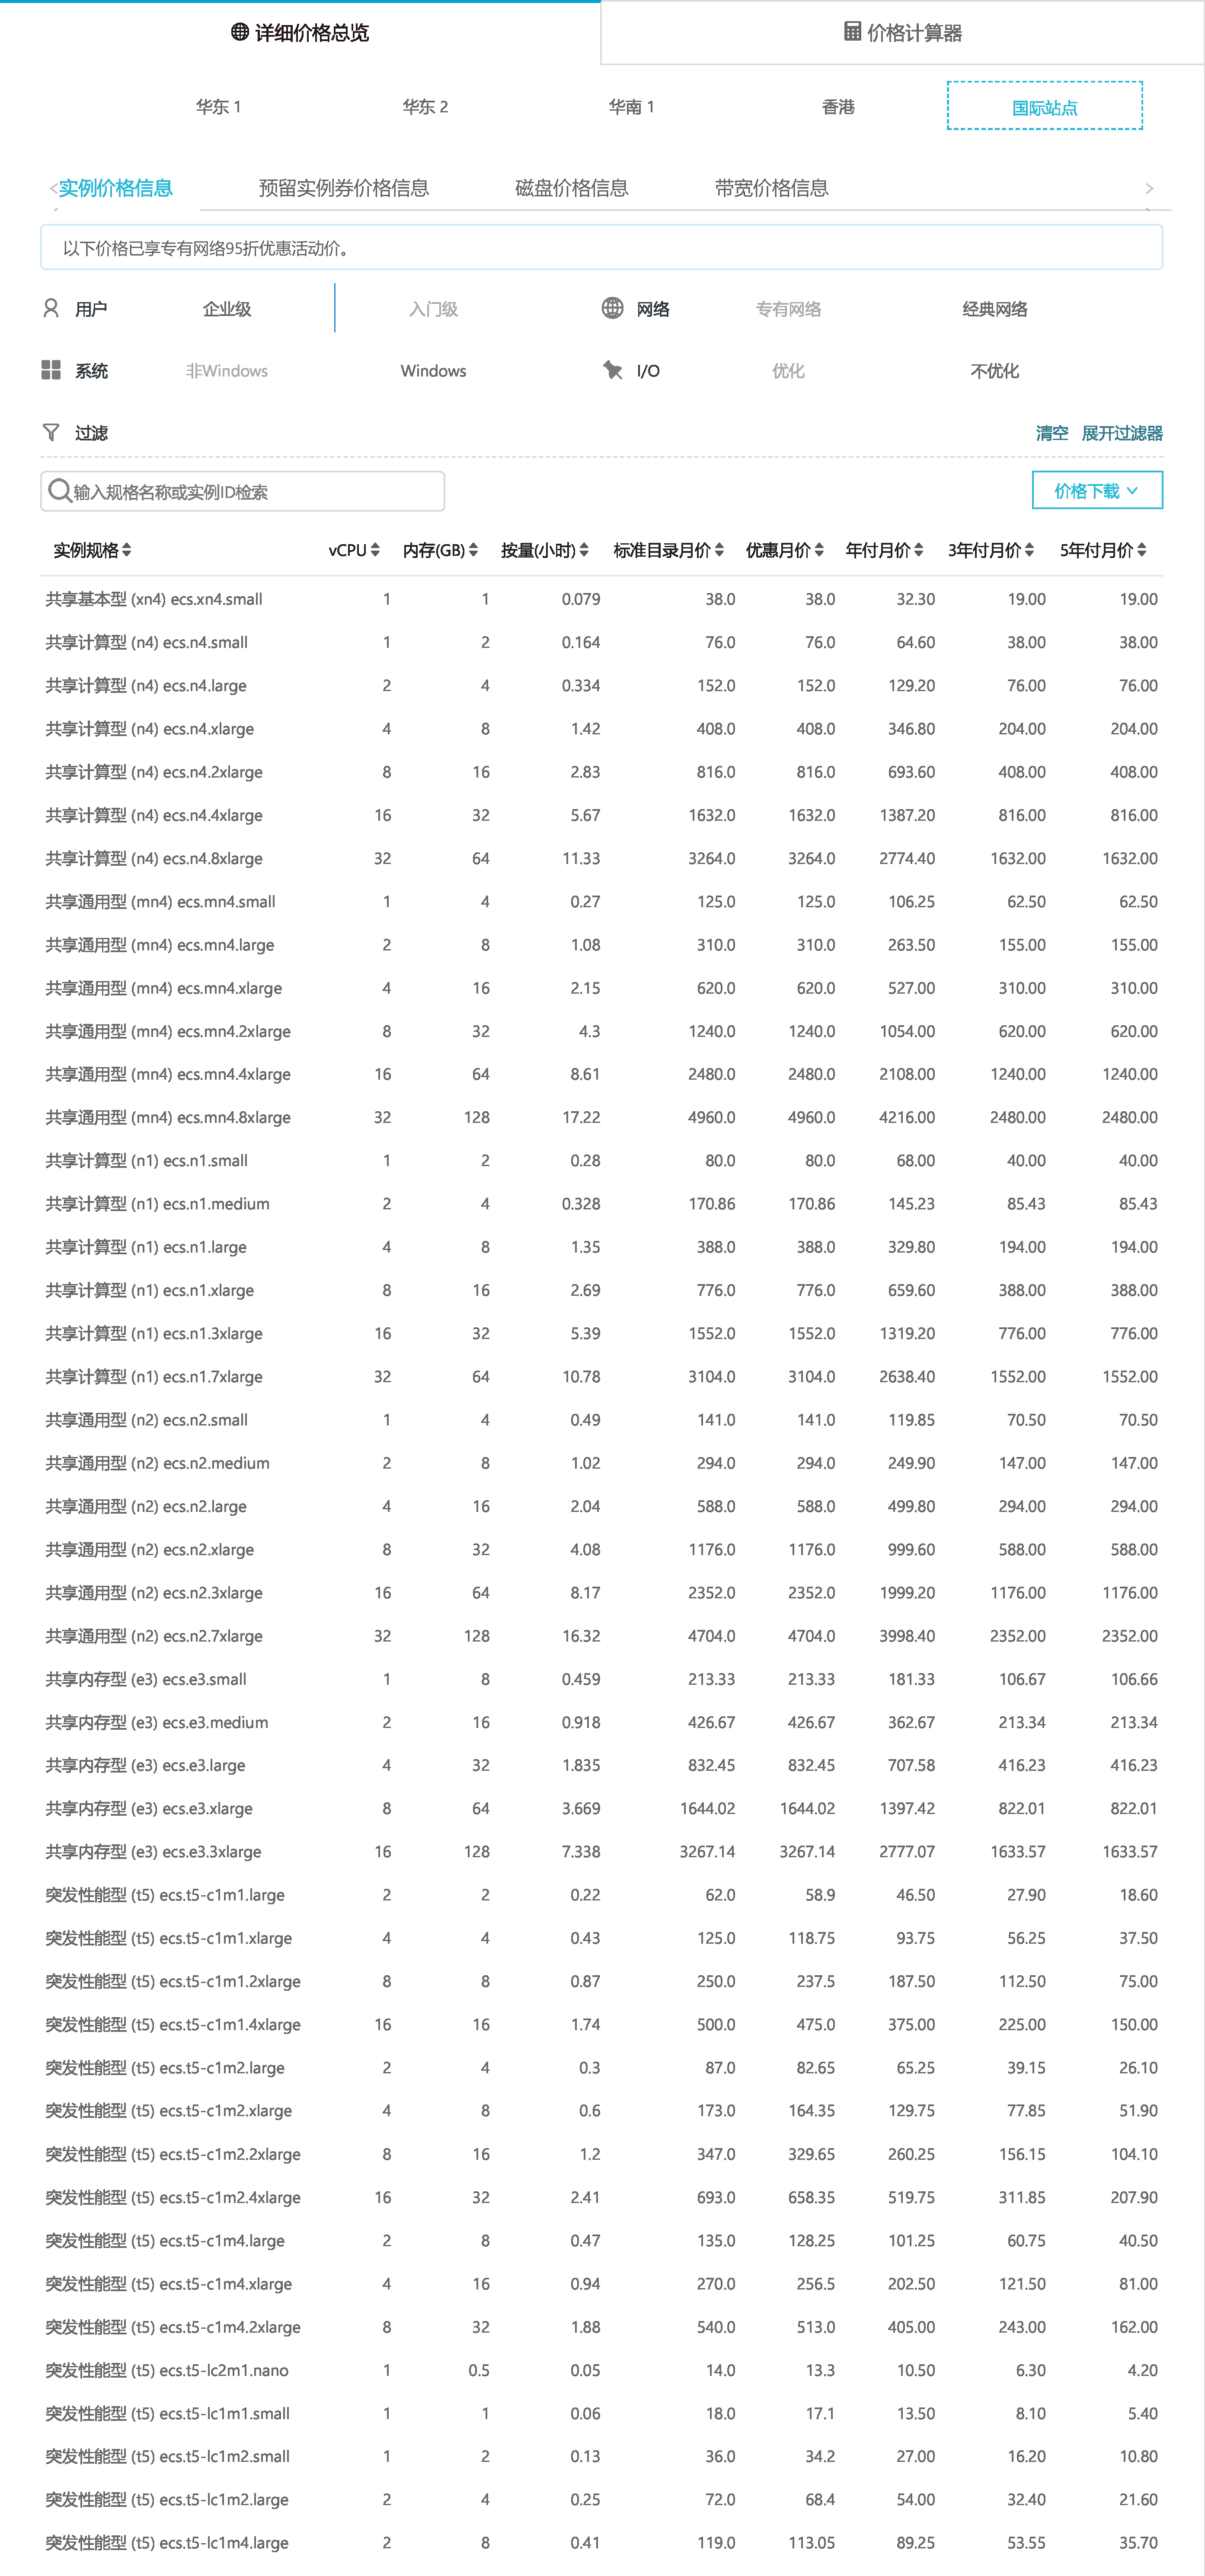 详细价格总览 价格计算器
华东 1 华东 2 华南 1 香港 国际站点
实例价格信息 预留实例券价格信息 磁盘价格信息 带宽价格信息
以下价格已享专有网络95折优惠活动价。
用户 企业级 入门级 网络 专有网络 经典网络
系统 非Windows Windows I/O 优化 不优化
过滤 清空 展开过滤器
输入规格名称或实例ID检索 价格下载
实例规格 vCPU 内存(GB) 按量(小时) 标准目录月价 优惠月价 年付月价 3年付月价 5年付月价
共享基本型 (xn4) ecs.xn4.small 1 1 0.079 38.0 38.0 32.30 19.00 19.00
共享计算型 (n4) ecs.n4.small 1 2 0.164 76.0 76.0 64.60 38.00 38.00
共享计算型 (n4) ecs.n4.large 2 4 0.334 152.0 152.0 129.20 76.00 76.00
共享计算型 (n4) ecs.n4.xlarge 4 8 1.42 408.0 408.0 346.80 204.00 204.00
共享计算型 (n4) ecs.n4.2xlarge 8 16 2.83 816.0 816.0 693.60 408.00 408.00
共享计算型 (n4) ecs.n4.4xlarge 16 32 5.67 1632.0 1632.0 1387.20 816.00 816.00
共享计算型 (n4) ecs.n4.8xlarge 32 64 11.33 3264.0 3264.0 2774.40 1632.00 1632.00
共享通用型 (mn4) ecs.mn4.small 1 4 0.27 125.0 125.0 106.25 62.50 62.50
共享通用型 (mn4) ecs.mn4.large 2 8 1.08 310.0 310.0 263.50 155.00 155.00
共享通用型 (mn4) ecs.mn4.xlarge 4 16 2.15 620.0 620.0 527.00 310.00 310.00
共享通用型 (mn4) ecs.mn4.2xlarge 8 32 4.3 1240.0 1240.0 1054.00 620.00 620.00
共享通用型 (mn4) ecs.mn4.4xlarge 16 64 8.61 2480.0 2480.0 2108.00 1240.00 1240.00
共享通用型 (mn4) ecs.mn4.8xlarge 32 128 17.22 4960.0 4960.0 4216.00 2480.00 2480.00
共享计算型 (n1) ecs.n1.small 1 2 0.28 80.0 80.0 68.00 40.00 40.00
共享计算型 (n1) ecs.n1.medium 2 4 0.328 170.86 170.86 145.23 85.43 85.43
共享计算型 (n1) ecs.n1.large 4 8 1.35 388.0 388.0 329.80 194.00 194.00
共享计算型 (n1) ecs.n1.xlarge 8 16 2.69 776.0 776.0 659.60 388.00 388.00
共享计算型 (n1) ecs.n1.3xlarge 16 32 5.39 1552.0 1552.0 1319.20 776.00 776.00
共享计算型 (n1) ecs.n1.7xlarge 32 64 10.78 3104.0 3104.0 2638.40 1552.00 1552.00
共享通用型 (n2) ecs.n2.small 1 4 0.49 141.0 141.0 119.85 70.50 70.50
共享通用型 (n2) ecs.n2.medium 2 8 1.02 294.0 294.0 249.90 147.00 147.00
共享通用型 (n2) ecs.n2.large 4 16 2.04 588.0 588.0 499.80 294.00 294.00
共享通用型 (n2) ecs.n2.xlarge 8 32 4.08 1176.0 1176.0 999.60 588.00 588.00
共享通用型 (n2) ecs.n2.3xlarge 16 64 8.17 2352.0 2352.0 1999.20 1176.00 1176.00
共享通用型 (n2) ecs.n2.7xlarge 32 128 16.32 4704.0 4704.0 3998.40 2352.00 2352.00
共享内存型 (e3) ecs.e3.small 1 8 0.459 213.33 213.33 181.33 106.67 106.66
共享内存型 (e3) ecs.e3.medium 2 16 0.918 426.67 426.67 362.67 213.34 213.34
共享内存型 (e3) ecs.e3.large 4 32 1.835 832.45 832.45 707.58 416.23 416.23
共享内存型 (e3) ecs.e3.xlarge 8 64 3.669 1644.02 1644.02 1397.42 822.01 822.01
共享内存型 (e3) ecs.e3.3xlarge 16 128 7.338 3267.14 3267.14 2777.07 1633.57 1633.57
突发性能型 (t5) ecs.t5-c1m1.large 2 2 0.22 62.0 58.9 46.50 27.90 18.60
突发性能型 (t5) ecs.t5-c1m1.xlarge 4 4 0.43 125.0 118.75 93.75 56.25 37.50
突发性能型 (t5) ecs.t5-c1m1.2xlarge 8 8 0.87 250.0 237.5 187.50 112.50 75.00
突发性能型 (t5) ecs.t5-c1m1.4xlarge 16 16 1.74 500.0 475.0 375.00 225.00 150.00
突发性能型 (t5) ecs.t5-c1m2.large 2 4 0.3 87.0 82.65 65.25 39.15 26.10
突发性能型 (t5) ecs.t5-c1m2.xlarge 4 8 0.6 173.0 164.35 129.75 77.85 51.90
突发性能型 (t5) ecs.t5-c1m2.2xlarge 8 16 1.2 347.0 329.65 260.25 156.15 104.10
突发性能型 (t5) ecs.t5-c1m2.4xlarge 16 32 2.41 693.0 658.35 519.75 311.85 207.90
突发性能型 (t5) ecs.t5-c1m4.large 2 8 0.47 135.0 128.25 101.25 60.75 40.50
突发性能型 (t5) ecs.t5-c1m4.xlarge 4 16 0.94 270.0 256.5 202.50 121.50 81.00
突发性能型 (t5) ecs.t5-c1m4.2xlarge 8 32 1.88 540.0 513.0 405.00 243.00 162.00
突发性能型 (t5) ecs.t5-lc2m1.nano 1 0.5 0.05 14.0 13.3 10.50 6.30 4.20
突发性能型 (t5) ecs.t5-lc1m1.small 1 1 0.06 18.0 17.1 13.50 8.10 5.40
突发性能型 (t5) ecs.t5-lc1m2.small 1 2 0.13 36.0 34.2 27.00 16.20 10.80
突发性能型 (t5) ecs.t5-lc1m2.large 2 4 0.25 72.0 68.4 54.00 32.40 21.60
突发性能型 (t5) ecs.t5-lc1m4.large 2 8 0.41 119.0 113.05 89.25 53.55 35.70